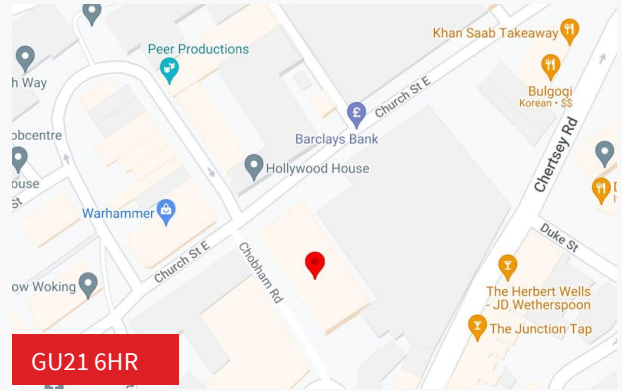 Khan Saab Takeaway
Peer Productions
h Way
Bulgogi
Korean • $$
Church St E
obcentre
Barclays Bank
Chertsey Rd
Hollywood House
ouse
St
Warhammer
Duke St
Church St E
Chobham Rd
ow Woking
The Herbert Wells
- JD Wetherspoon
The Junction Tap
GU21 6HR